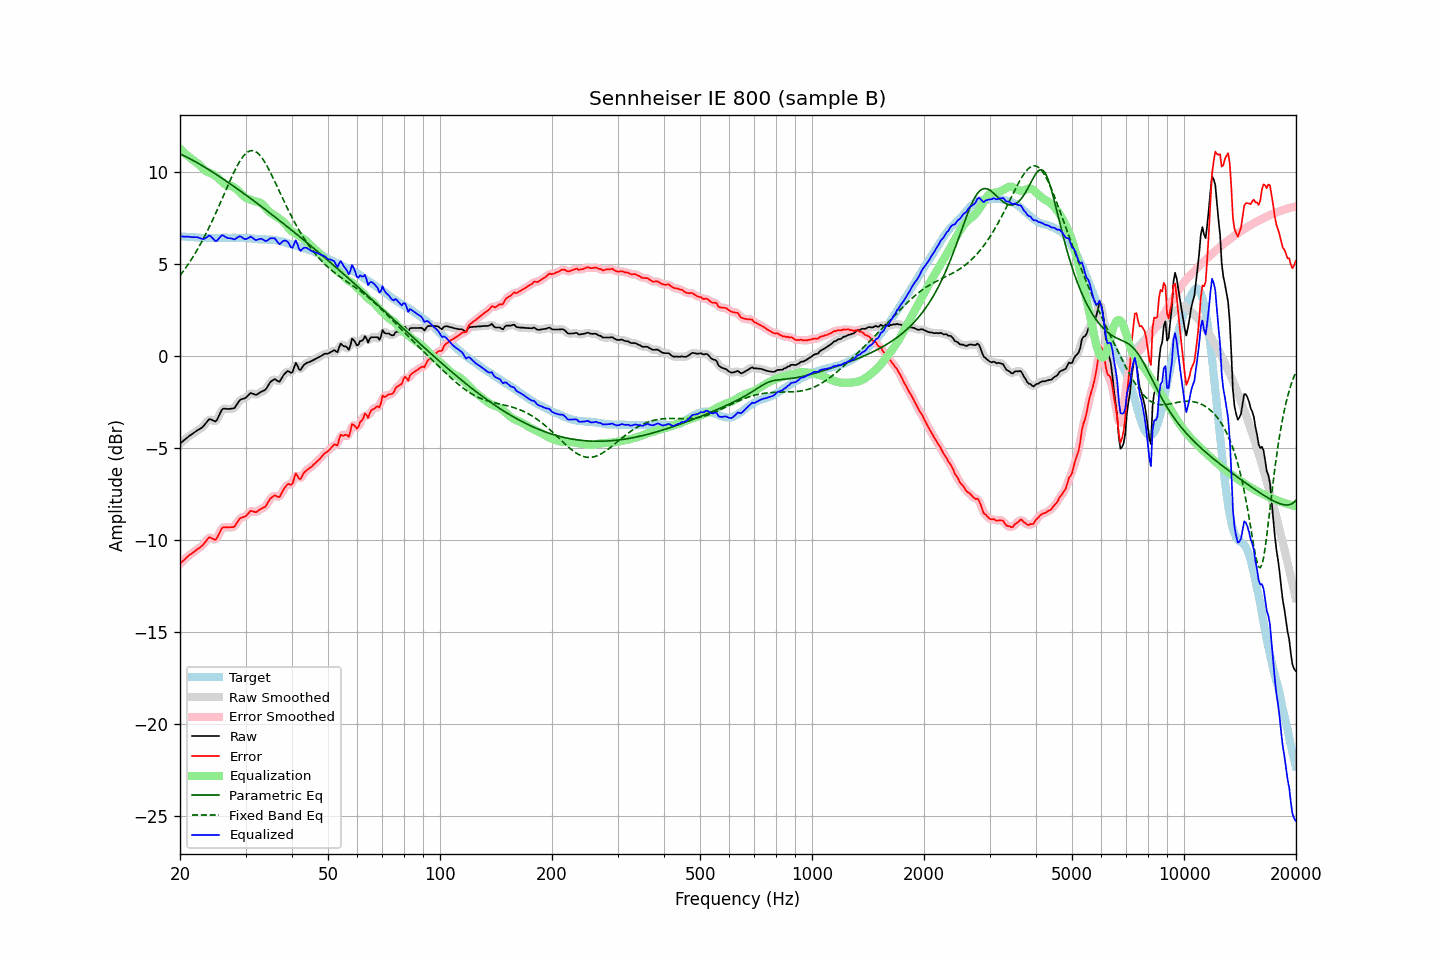 Sennheiser IE 800 (sample B)
Amplitude (dBr)
10
5
0
−5
−10
−15
−20
−25
Target
Raw Smoothed
Error Smoothed
Raw
Error
Equalization
Parametric Eq
Fixed Band Eq
Equalized
20 50 100 200 500 1000 2000 5000 10000 20000
Frequency (Hz)